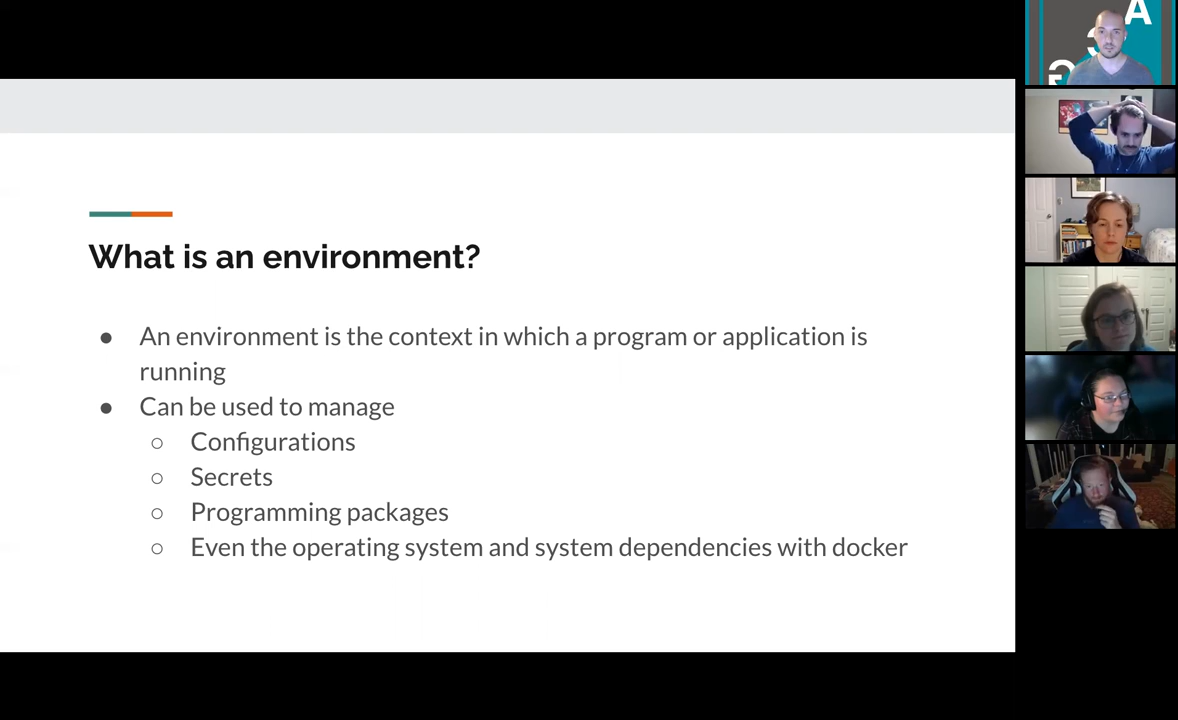 What is an environment?
● An environment is the context in which a program or application is
running
● Can be used to manage
○ Configurations
○ Secrets
○ Programming packages
○ Even the operating system and system dependencies with docker
A
G